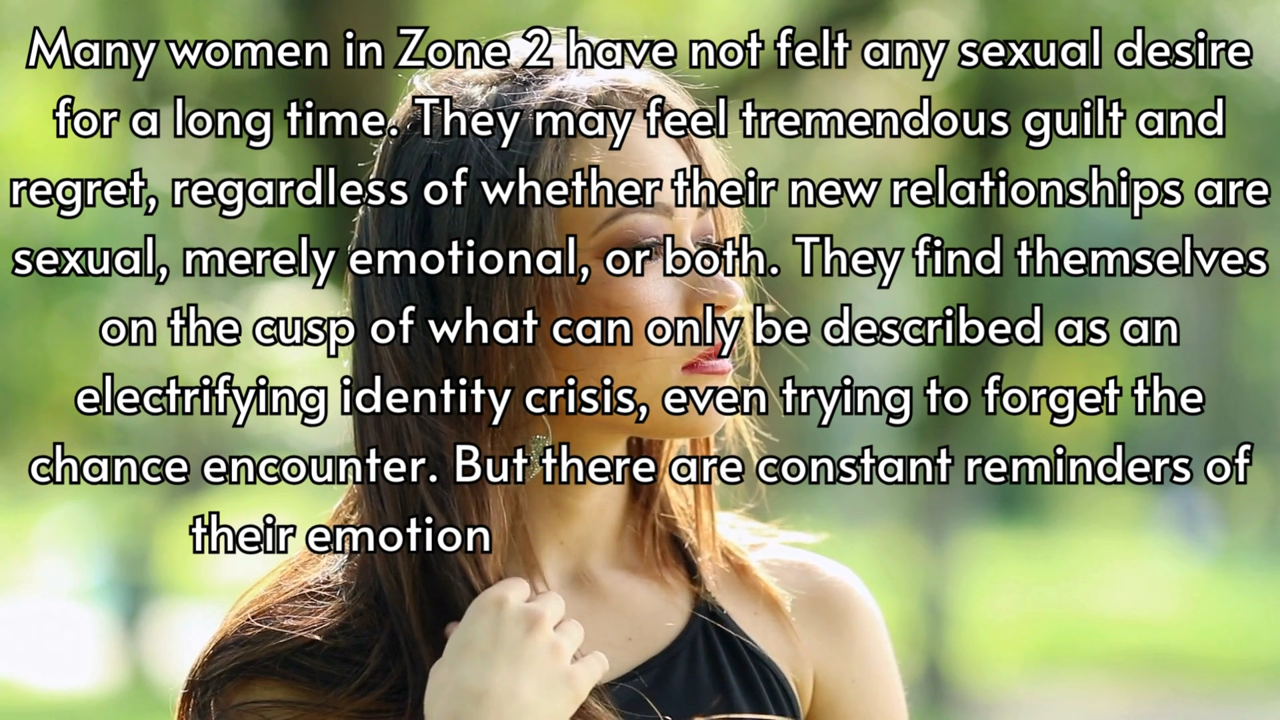 Many women in Zone 2 have not felt any sexual desire
for a long time. They may feel tremendous guilt and
regret, regardless of whether their new relationships are
sexual, merely emotional, or both. They find themselves
on the cusp of what can only be described as an
electrifying identity crisis, even trying to forget the
chance encounter. But there are constant reminders of
their emotion